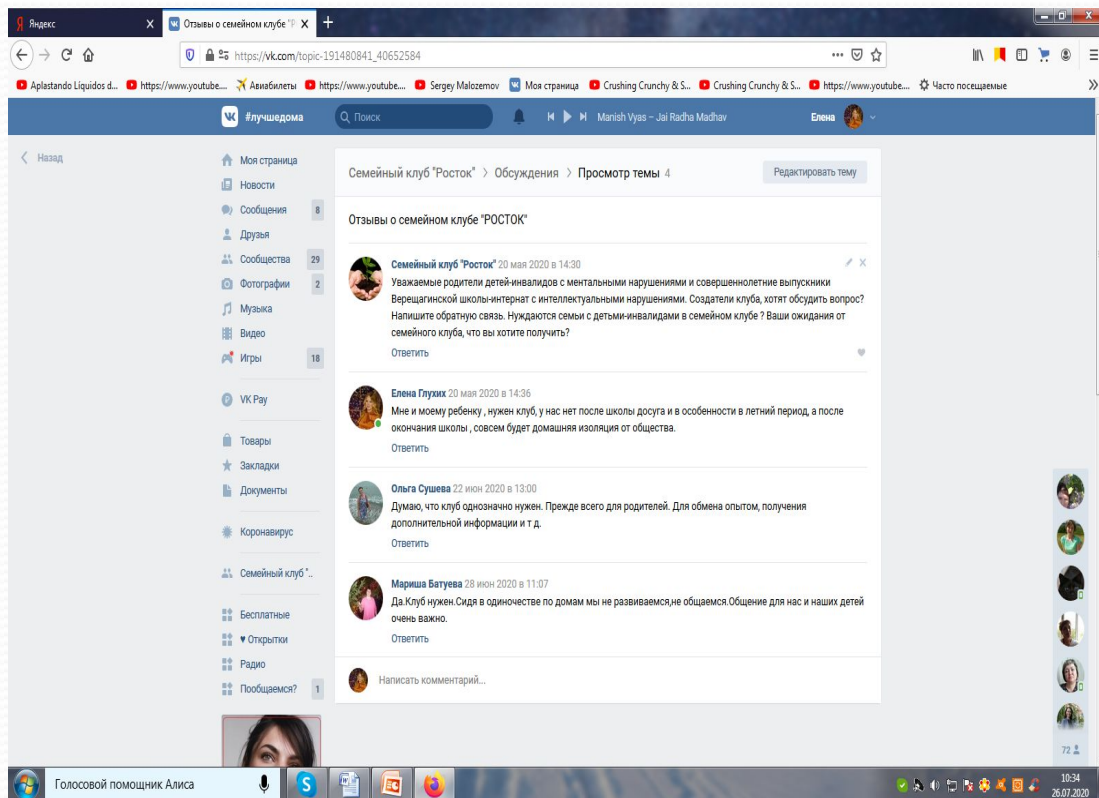 Яндекс
Отзывы о семейном клубе "Р
https://vk.com/topic-191480841_40652584
Aplastando Líquidos d...
https://www.youtube....
Авиабилеты
https://www.youtube....
Sergey Malozemov
Моя страница
Crushing Crunchy & S...
Crushing Crunchy & S...
https://www.youtube....
Часто посещаемые
#лучшедома
Поиск
Manish Vyas – Jai Radha Madhav
Елена
Назад
Моя страница
Новости
Сообщения 8
Друзья
Сообщества 29
Фотографии 2
Музыка
Видео
Игры 18
VK Pay
Товары
Закладки
Документы
Коронавирус
Семейный клуб "..
Бесплатные
♥ Открытки
Радио
Пообщаемся? 1
Семейный клуб "Росток" > Обсуждения > Просмотр темы 4
Редактировать тему
Отзывы о семейном клубе "РОСТОК"
Семейный клуб "Росток" 20 мая 2020 в 14:30
Уважаемые родители детей-инвалидов с ментальными нарушениями и совершеннолетние выпускники
Верещагинской школы-интернат с интеллектуальными нарушениями. Создатели клуба, хотят обсудить вопрос?
Напишите обратную связь. Нуждаются семьи с детьми-инвалидами в семейном клубе ? Ваши ожидания от
семейного клуба, что вы хотите получить?
Ответить
Елена Глухих 20 мая 2020 в 14:36
Мне и моему ребенку , нужен клуб, у нас нет после школы досуга и в особенности в летний период, а после
окончания школы , совсем будет домашняя изоляция от общества.
Ответить
Ольга Сушева 22 июн 2020 в 13:00
Думаю, что клуб однозначно нужен. Прежде всего для родителей. Для обмена опытом, получения
дополнительной информации и т д.
Ответить
Мариша Батуева 28 июн 2020 в 11:07
Да.Клуб нужен.Сидя в одиночестве по домам мы не развиваемся,не общаемся.Общение для нас и наших детей
очень важно.
Ответить
Написать комментарий...
72
Голосовой помощник Алиса
10:34
26.07.2020